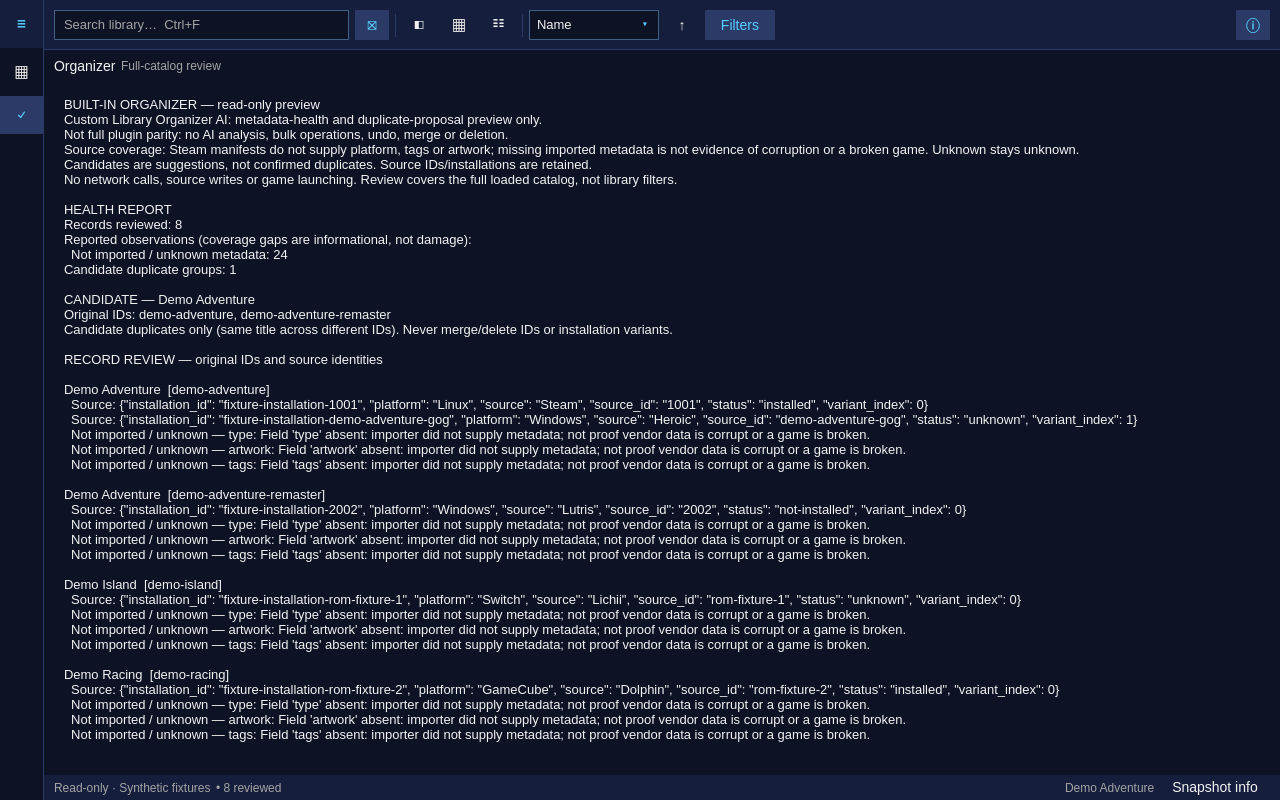 Search library…  Ctrl+F
Name
Filters
Organizer Full-catalog review
BUILT-IN ORGANIZER — read-only preview
Custom Library Organizer AI: metadata-health and duplicate-proposal preview only.
Not full plugin parity: no AI analysis, bulk operations, undo, merge or deletion.
Source coverage: Steam manifests do not supply platform, tags or artwork; missing imported metadata is not evidence of corruption or a broken game. Unknown stays unknown.
Candidates are suggestions, not confirmed duplicates. Source IDs/installations are retained.
No network calls, source writes or game launching. Review covers the full loaded catalog, not library filters.
HEALTH REPORT
Records reviewed: 8
Reported observations (coverage gaps are informational, not damage):
Not imported / unknown metadata: 24
Candidate duplicate groups: 1
CANDIDATE — Demo Adventure
Original IDs: demo-adventure, demo-adventure-remaster
Candidate duplicates only (same title across different IDs). Never merge/delete IDs or installation variants.
RECORD REVIEW — original IDs and source identities
Demo Adventure  [demo-adventure]
Source: {"installation_id": "fixture-installation-1001", "platform": "Linux", "source": "Steam", "source_id": "1001", "status": "installed", "variant_index": 0}
Source: {"installation_id": "fixture-installation-demo-adventure-gog", "platform": "Windows", "source": "Heroic", "source_id": "demo-adventure-gog", "status": "unknown", "variant_index": 1}
Not imported / unknown — type: Field 'type' absent: importer did not supply metadata; not proof vendor data is corrupt or a game is broken.
Not imported / unknown — artwork: Field 'artwork' absent: importer did not supply metadata; not proof vendor data is corrupt or a game is broken.
Not imported / unknown — tags: Field 'tags' absent: importer did not supply metadata; not proof vendor data is corrupt or a game is broken.
Demo Adventure  [demo-adventure-remaster]
Source: {"installation_id": "fixture-installation-2002", "platform": "Windows", "source": "Lutris", "source_id": "2002", "status": "not-installed", "variant_index": 0}
Not imported / unknown — type: Field 'type' absent: importer did not supply metadata; not proof vendor data is corrupt or a game is broken.
Not imported / unknown — artwork: Field 'artwork' absent: importer did not supply metadata; not proof vendor data is corrupt or a game is broken.
Not imported / unknown — tags: Field 'tags' absent: importer did not supply metadata; not proof vendor data is corrupt or a game is broken.
Demo Island  [demo-island]
Source: {"installation_id": "fixture-installation-rom-fixture-1", "platform": "Switch", "source": "Lichii", "source_id": "rom-fixture-1", "status": "unknown", "variant_index": 0}
Not imported / unknown — type: Field 'type' absent: importer did not supply metadata; not proof vendor data is corrupt or a game is broken.
Not imported / unknown — artwork: Field 'artwork' absent: importer did not supply metadata; not proof vendor data is corrupt or a game is broken.
Not imported / unknown — tags: Field 'tags' absent: importer did not supply metadata; not proof vendor data is corrupt or a game is broken.
Demo Racing  [demo-racing]
Source: {"installation_id": "fixture-installation-rom-fixture-2", "platform": "GameCube", "source": "Dolphin", "source_id": "rom-fixture-2", "status": "installed", "variant_index": 0}
Not imported / unknown — type: Field 'type' absent: importer did not supply metadata; not proof vendor data is corrupt or a game is broken.
Not imported / unknown — artwork: Field 'artwork' absent: importer did not supply metadata; not proof vendor data is corrupt or a game is broken.
Not imported / unknown — tags: Field 'tags' absent: importer did not supply metadata; not proof vendor data is corrupt or a game is broken.
Read-only · Synthetic fixtures • 8 reviewed
Demo Adventure Snapshot info